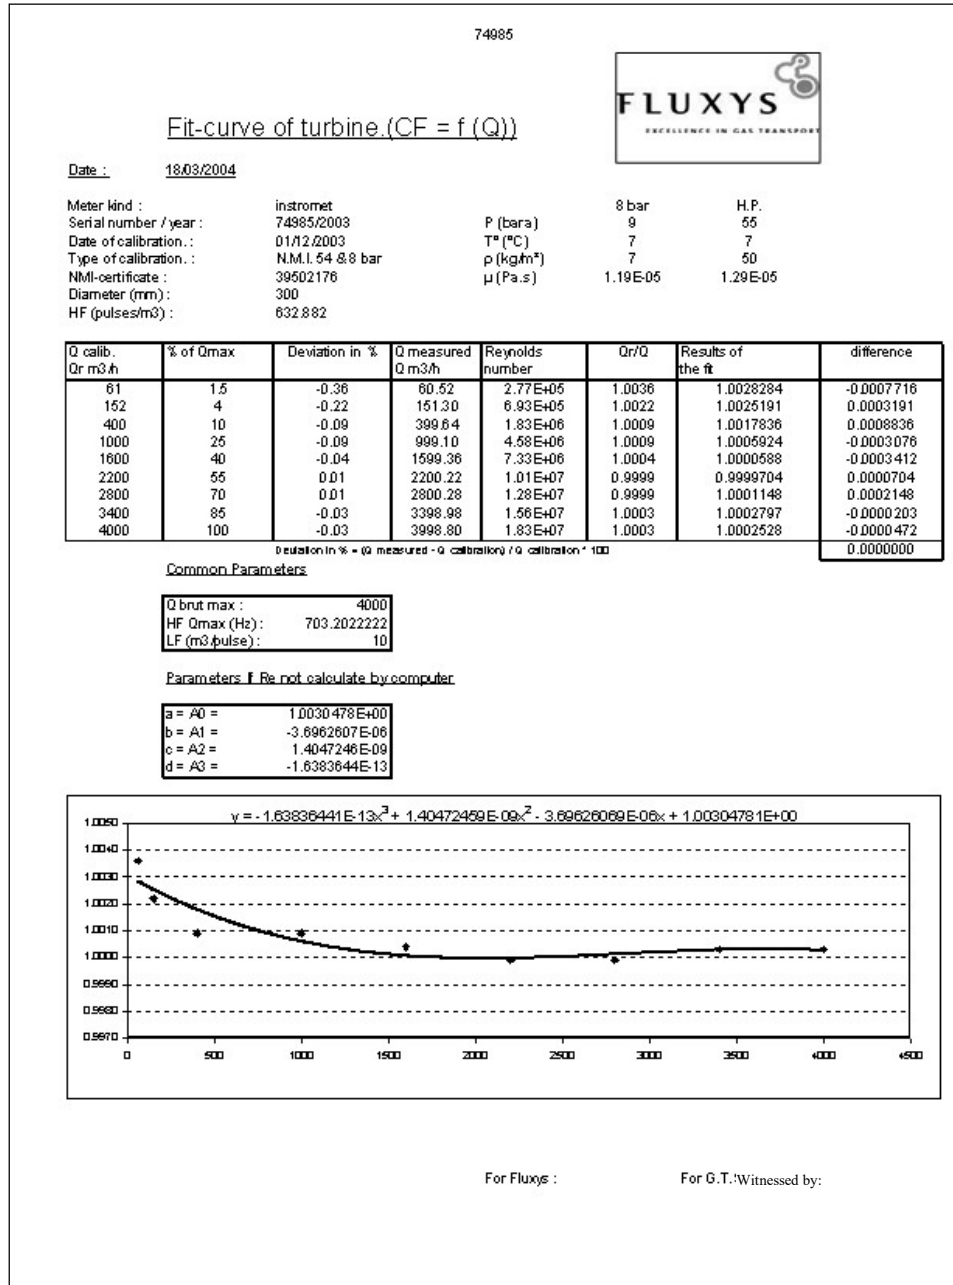 74985
FLUXYS
EXCELLENCE IN GAS TRANSPORT
Fit-curve of turbine.(CF = f (Q))
Date : 18/03/2004
Meter kind : instromet 8 bar H.P.
Serial number / year : 74985/2003 P (bara) 9 55
Date of calibration. : 01/12/2003 T° (°C) 7 7
Type of calibration. : N.M.I. 54 & 8 bar ρ (kg/m³) 7 50
NMI-certificate : 39502176 μ (Pa.s) 1.19E-05 1.29E-05
Diameter (mm) : 300
HF (pulses/m3) : 632.882
Q calib. % of Qmax Deviation in % Q measured Reynolds Qr/Q Results of difference
Qr m3/h Q m3/h number the fit
61 1.5 -0.36 60.52 2.77E+05 1.0036 1.0028284 -0.0007716
152 4 -0.22 151.30 6.93E+05 1.0022 1.0025191 0.0003191
400 10 -0.09 399.64 1.83E+06 1.0009 1.0017836 0.0008836
1000 25 -0.09 999.10 4.58E+06 1.0009 1.0005924 -0.0003076
1600 40 -0.04 1599.36 7.33E+06 1.0004 1.0000588 -0.0003412
2200 55 0.01 2200.22 1.01E+07 0.9999 0.9999704 0.0000704
2800 70 0.01 2800.28 1.28E+07 0.9999 1.0001148 0.0002148
3400 85 -0.03 3398.98 1.56E+07 1.0003 1.0002797 -0.0000203
4000 100 -0.03 3998.80 1.83E+07 1.0003 1.0002528 -0.0000472
Deviation in % = (Q measured - Q calibration) / Q calibration * 100 0.0000000
Common Parameters
Q brut max : 4000
HF Qmax (Hz) : 703.2022222
LF (m3/pulse) : 10
Parameters if Re not calculate by computer
a = A0 = 1.0030478E+00
b = A1 = -3.6962607E-06
c = A2 = 1.4047246E-09
d = A3 = -1.6383644E-13
y = -1.63836441E-13x³ + 1.40472459E-09x² - 3.69626069E-06x + 1.00304781E+00
1.0050
1.0040
1.0030
1.0020
1.0010
1.0000
0.9990
0.9980
0.9970
0 500 1000 1500 2000 2500 3000 3500 4000 4500
For Fluxys : For G.T. Witnessed by: